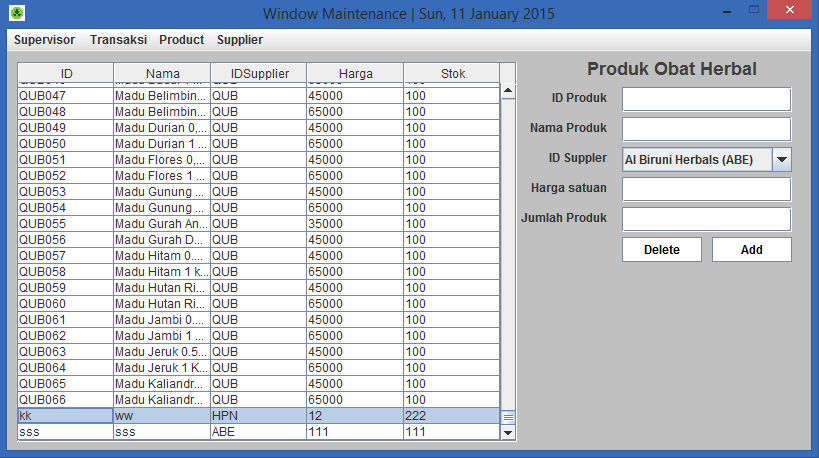 Window Maintenance | Sun, 11 January 2015
Supervisor Transaksi Product Supplier
ID Nama IDSupplier Harga Stok
QUB047 Madu Belimbin... QUB 45000 100
QUB048 Madu Belimbin... QUB 65000 100
QUB049 Madu Durian 0,... QUB 45000 100
QUB050 Madu Durian 1 ... QUB 65000 100
QUB051 Madu Flores 0,... QUB 45000 100
QUB052 Madu Flores 1 ... QUB 65000 100
QUB053 Madu Gunung ... QUB 45000 100
QUB054 Madu Gunung ... QUB 65000 100
QUB055 Madu Gurah An... QUB 35000 100
QUB056 Madu Gurah D... QUB 45000 100
QUB057 Madu Hitam 0.... QUB 45000 100
QUB058 Madu Hitam 1 k... QUB 65000 100
QUB059 Madu Hutan Ri... QUB 45000 100
QUB060 Madu Hutan Ri... QUB 65000 100
QUB061 Madu Jambi 0.... QUB 45000 100
QUB062 Madu Jambi 1 ... QUB 65000 100
QUB063 Madu Jeruk 0.5... QUB 45000 100
QUB064 Madu Jeruk 1 K... QUB 65000 100
QUB065 Madu Kaliandr... QUB 45000 100
QUB066 Madu Kaliandr... QUB 65000 100
kk ww HPN 12 222
sss sss ABE 111 111
Produk Obat Herbal
ID Produk
Nama Produk
ID Suppler Al Biruni Herbals (ABE)
Harga satuan
Jumlah Produk
Delete Add